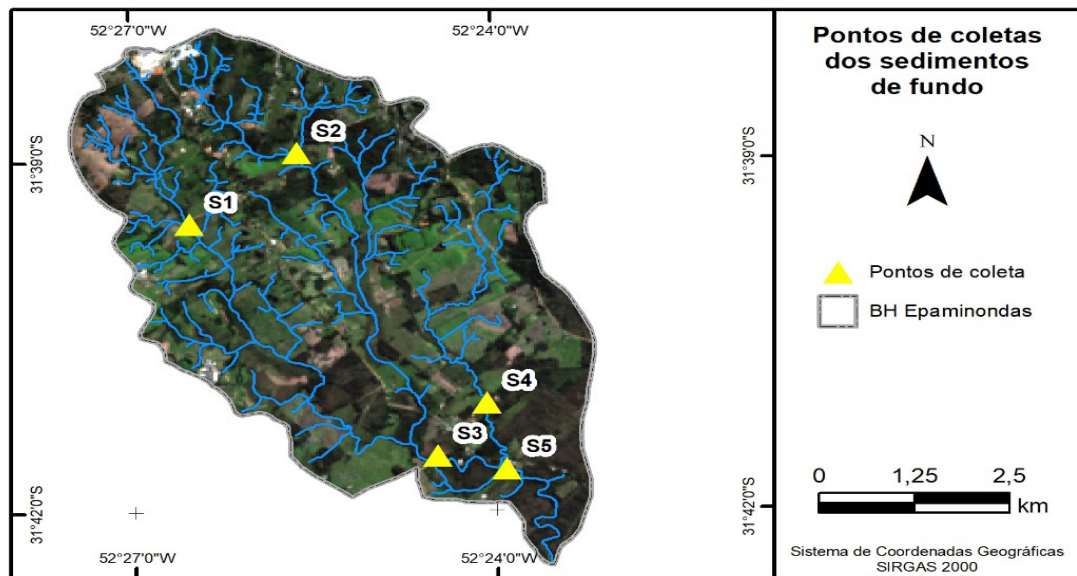 52°27'0"W
52°24'0"W
31°39'0"S
31°39'0"S
S2
S1
S4
S3
S5
31°42'0"S
31°42'0"S
52°27'0"W
52°24'0"W
Pontos de coletas
dos sedimentos
de fundo
N
Pontos de coleta
BH Epaminondas
0 1,25 2,5
km
Sistema de Coordenadas Geográficas
SIRGAS 2000